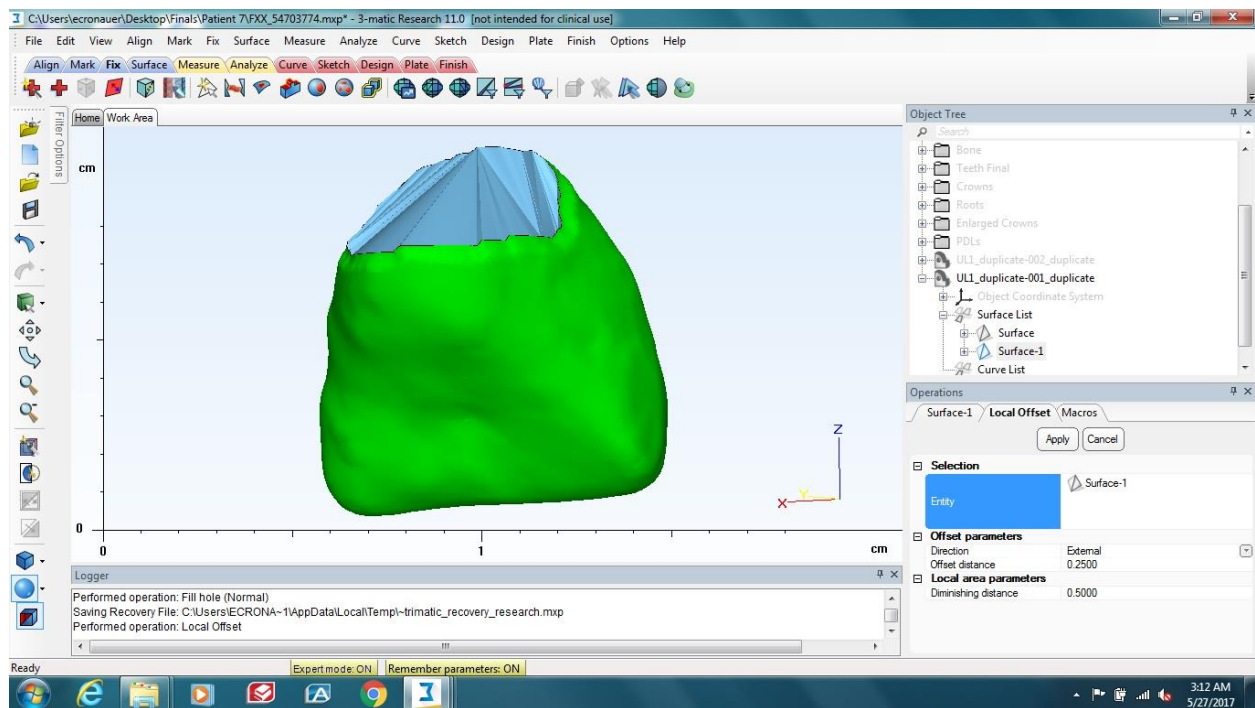 C:\Users\ecronauer\Desktop\Finals\Patient 7\FXX_54703774.mxp* - 3-matic Research 11.0 [not intended for clinical use]
File Edit View Align Mark Fix Surface Measure Analyze Curve Sketch Design Plate Finish Options Help
Align Mark Fix Surface Measure Analyze Curve Sketch Design Plate Finish
Filter Options
Home Work Area
cm
Z
X
Y
0
0 1 cm
Object Tree
Search
Bone
Teeth Final
Crowns
Roots
Enlarged Crowns
PDLs
UL1_duplicate-002_duplicate
UL1_duplicate-001_duplicate
Object Coordinate System
Surface List
Surface
Surface-1
Curve List
Operations
Surface-1 Local Offset Macros
Apply Cancel
Selection
Entity Surface-1
Offset parameters
Direction External
Offset distance 0.2500
Local area parameters
Diminishing distance 0.5000
Logger
Performed operation: Fill hole (Normal)
Saving Recovery File: C:\Users\ECRONA~1\AppData\Local\Temp\~trimatic_recovery_research.mxp
Performed operation: Local Offset
Ready Expert mode: ON Remember parameters: ON
3:12 AM
5/27/2017